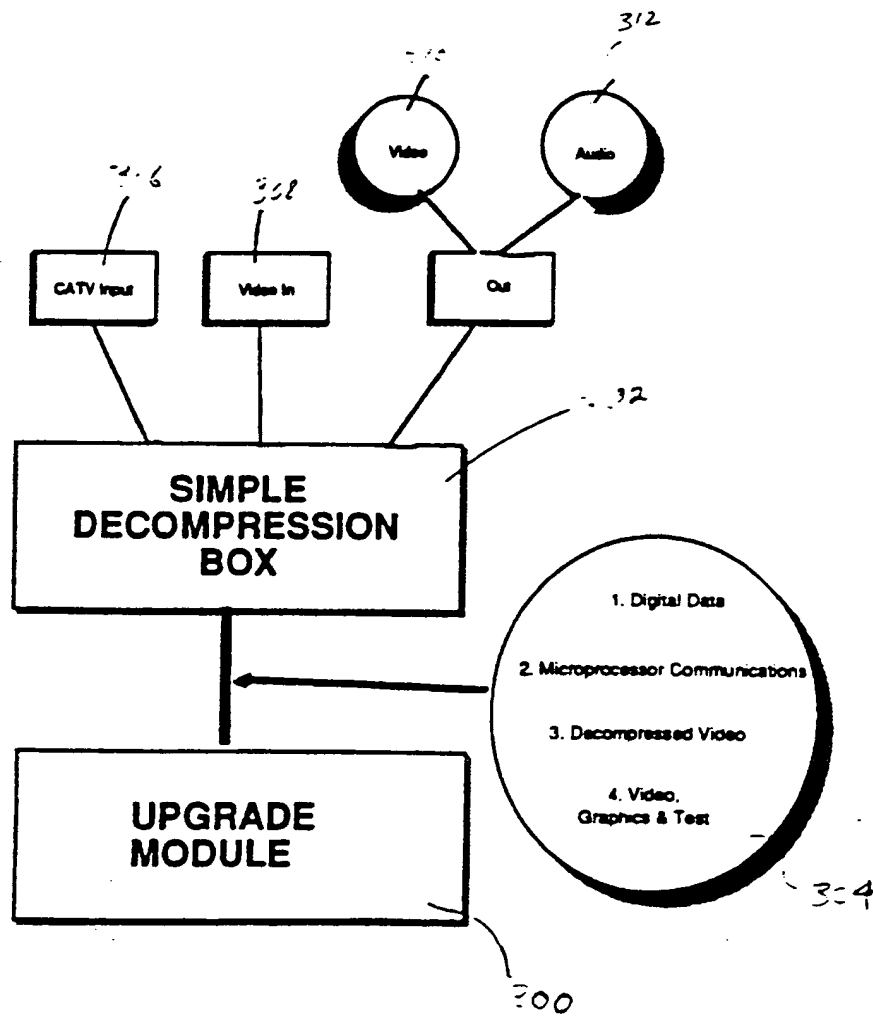 312
Video
Audio
308
CATV Input
Video In
Out
SIMPLE
DECOMPRESSION
BOX
1. Digital Data
2. Microprocessor Communications
3. Decompressed Video
4. Video,
Graphics & Test
UPGRADE
MODULE
304
300